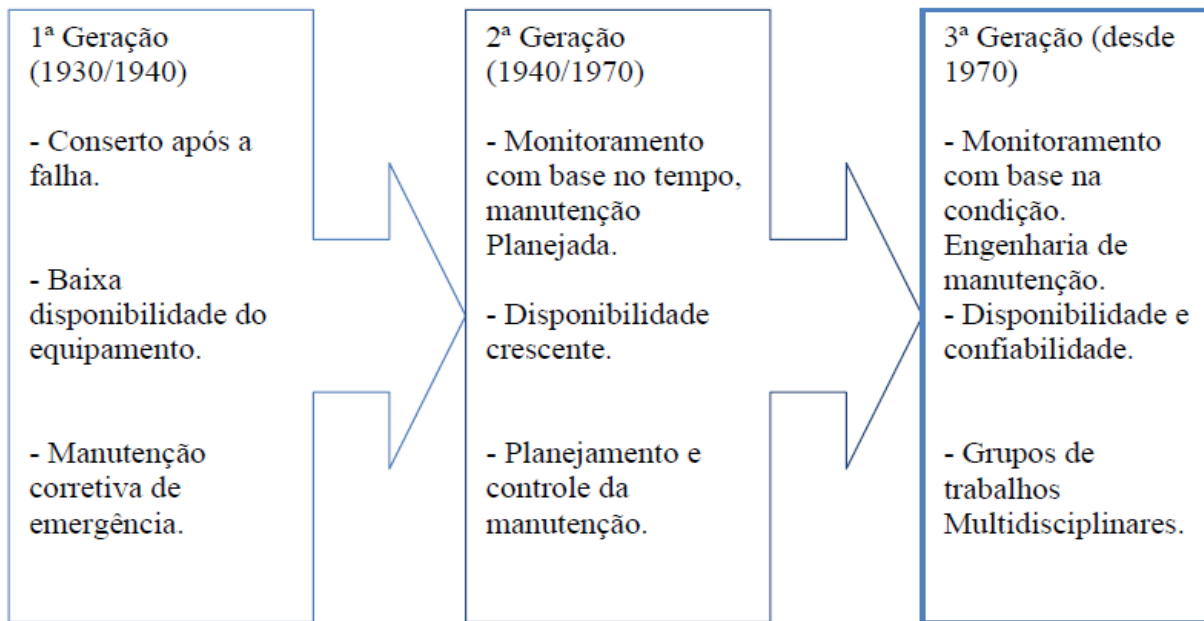 1ª Geração
(1930/1940)
- Conserto após a
falha.
- Baixa
disponibilidade do
equipamento.
- Manutenção
corretiva de
emergência.
2ª Geração
(1940/1970)
- Monitoramento
com base no tempo,
manutenção
Planejada.
- Disponibilidade
crescente.
- Planejamento e
controle da
manutenção.
3ª Geração (desde
1970)
- Monitoramento
com base na
condição.
Engenharia de
manutenção.
- Disponibilidade e
confiabilidade.
- Grupos de
trabalhos
Multidisciplinares.